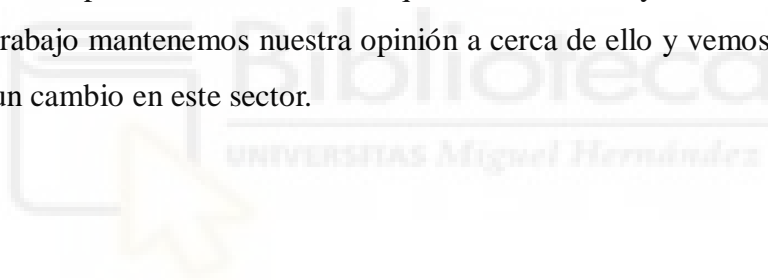 rabajo mantenemos nuestra opinión a cerca de ello y vemos
un cambio en este sector.
Biblioteca
UNIVERSITAS Miguel Hernández